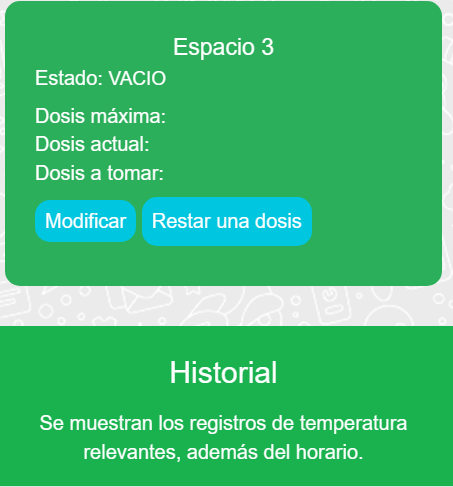 Espacio 3
Estado: VACIO
Dosis máxima:
Dosis actual:
Dosis a tomar:
Modificar Restar una dosis
Historial
Se muestran los registros de temperatura
relevantes, además del horario.